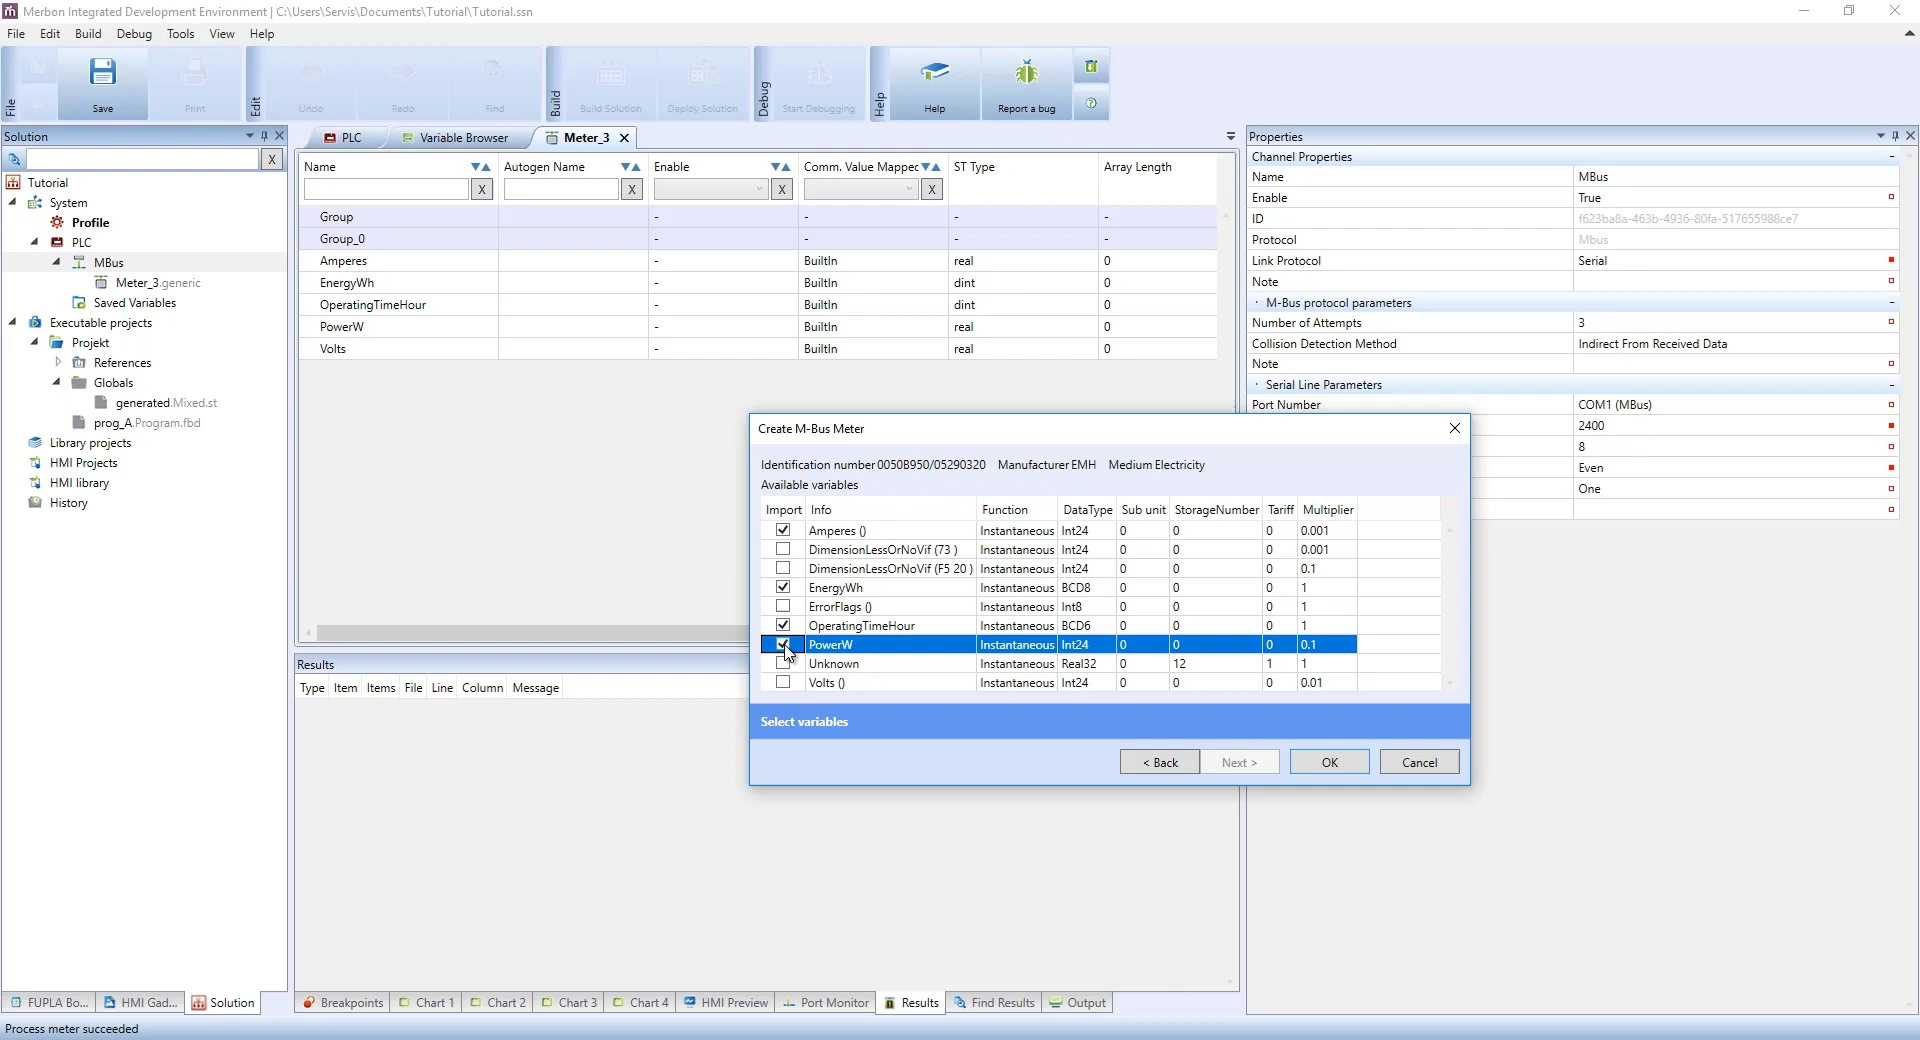 Merbon Integrated Development Environment | C:\Users\Servis\Documents\Tutorial\Tutorial.ssn
File Edit Build Debug Tools View Help
File Save Print Edit Undo Redo Find Build Build Solution Deploy Solution Debug Start Debugging Help Help Report a bug
Solution
X
Tutorial
System
Profile
PLC
MBus
Meter_3.generic
Saved Variables
Executable projects
Projekt
References
Globals
generated.Mixed.st
prog_A.Program.fbd
Library projects
HMI Projects
HMI library
History
FUPLA Bo... HMI Gad... Solution
PLC Variable Browser Meter_3
Name Autogen Name Enable Comm. Value Mapped ST Type Array Length
X X X X
Group - - - -
Group_0 - - - -
Amperes - BuiltIn real 0
EnergyWh - BuiltIn dint 0
OperatingTimeHour - BuiltIn dint 0
PowerW - BuiltIn real 0
Volts - BuiltIn real 0
Results
Type Item Items File Line Column Message
Breakpoints Chart 1 Chart 2 Chart 3 Chart 4 HMI Preview Port Monitor Results Find Results Output
Properties
Channel Properties
Name MBus
Enable True
ID f623ba8a-463b-4936-80fa-517655988ce7
Protocol Mbus
Link Protocol Serial
Note
M-Bus protocol parameters
Number of Attempts 3
Collision Detection Method Indirect From Received Data
Note
Serial Line Parameters
Port Number COM1 (MBus)
2400
8
Even
One
Create M-Bus Meter
Identification number 0050B950/05290320 Manufacturer EMH Medium Electricity
Available variables
Import Info Function DataType Sub unit StorageNumber Tariff Multiplier
Amperes () Instantaneous Int24 0 0 0 0.001
DimensionLessOrNoVif (73 ) Instantaneous Int24 0 0 0 0.001
DimensionLessOrNoVif (F5 20 ) Instantaneous Int24 0 0 0 0.1
EnergyWh Instantaneous BCD8 0 0 0 1
ErrorFlags () Instantaneous Int8 0 0 0 1
OperatingTimeHour Instantaneous BCD6 0 0 0 1
PowerW Instantaneous Int24 0 0 0 0.1
Unknown Instantaneous Real32 0 12 1 1
Volts () Instantaneous Int24 0 0 0 0.01
Select variables
< Back Next > OK Cancel
Process meter succeeded